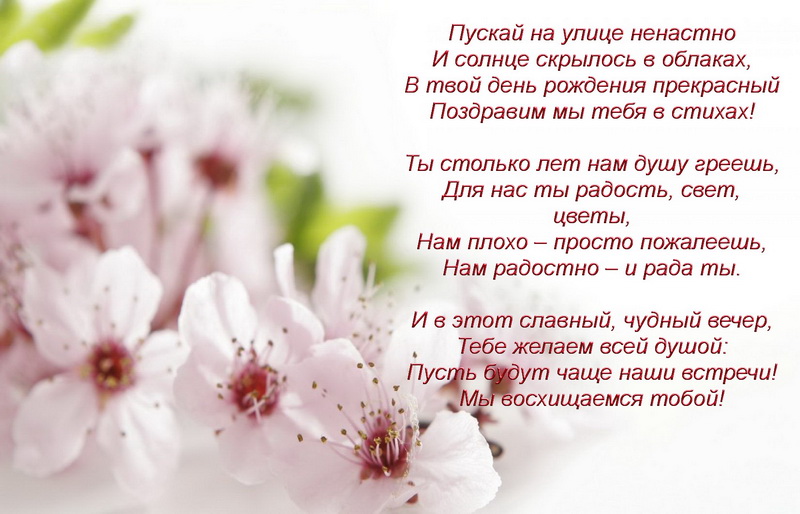 Пускай на улице ненастно
И солнце скрылось в облаках,
В твой день рождения прекрасный
Поздравим мы тебя в стихах!
Ты столько лет нам душу греешь,
Для нас ты радость, свет,
цветы,
Нам плохо – просто пожалеешь,
Нам радостно – и рада ты.
И в этот славный, чудный вечер,
Тебе желаем всей душой:
Пусть будут чаще наши встречи!
Мы восхищаемся тобой!